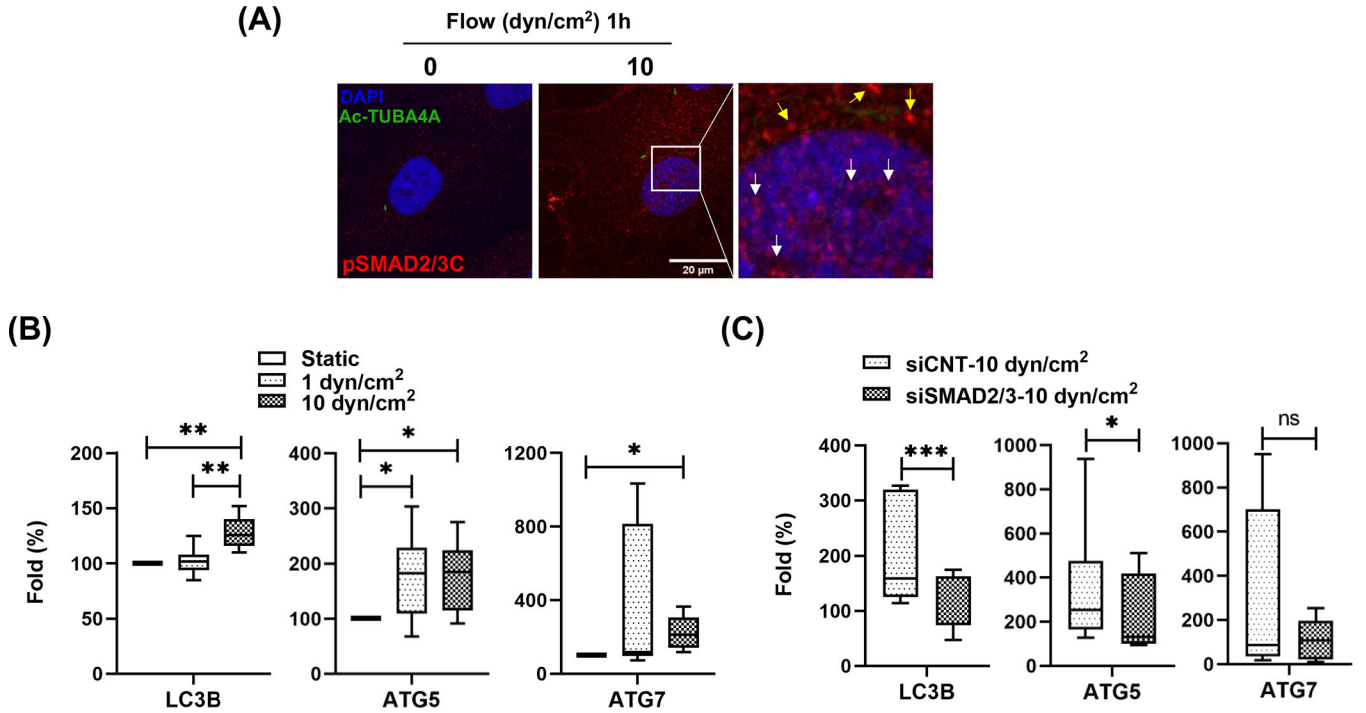 (A)
Flow (dyn/cm²) 1h
0 10
DAPI
Ac-TUBA4A
pSMAD2/3C
20 µm
(B)
Static
1 dyn/cm²
10 dyn/cm²
Fold (%)
** **
200
150
100
50
0
LC3B
* *
400
300
200
100
0
ATG5
*
1200
800
400
0
ATG7
(C)
siCNT-10 dyn/cm²
siSMAD2/3-10 dyn/cm²
Fold (%)
***
400
300
200
100
0
LC3B
*
1000
800
600
400
200
0
ATG5
ns
1000
800
600
400
200
0
ATG7